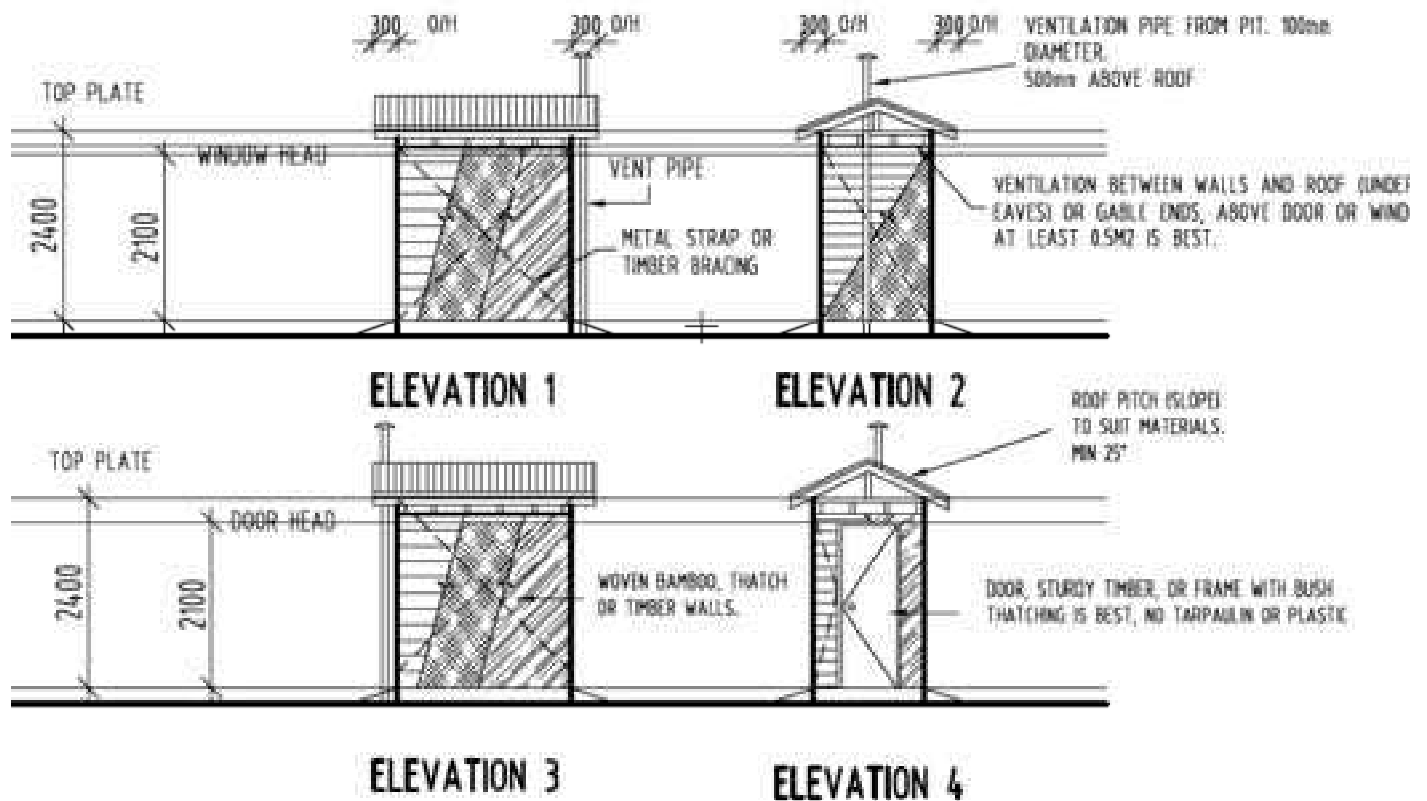 300 O/H
300 O/H
300 O/H
300 O/H
VENTILATION PIPE FROM PIT. 100mm
DIAMETER.
500mm ABOVE ROOF
TOP PLATE
WINDOW HEAD
2400
2100
VENT PIPE
METAL STRAP OR
TIMBER BRACING
VENTILATION BETWEEN WALLS AND ROOF (UNDER
EAVES) OR GABLE ENDS, ABOVE DOOR OR WIND
AT LEAST 0.5M2 IS BEST.
ELEVATION 1
ELEVATION 2
ROOF PITCH (SLOPE)
TO SUIT MATERIALS.
MIN 25°
TOP PLATE
DOOR HEAD
2400
2100
WOVEN BAMBOO, THATCH
OR TIMBER WALLS.
DOOR, STURDY TIMBER, OR FRAME WITH BUSH
THATCHING IS BEST, NO TARPAULIN OR PLASTIC
ELEVATION 3
ELEVATION 4